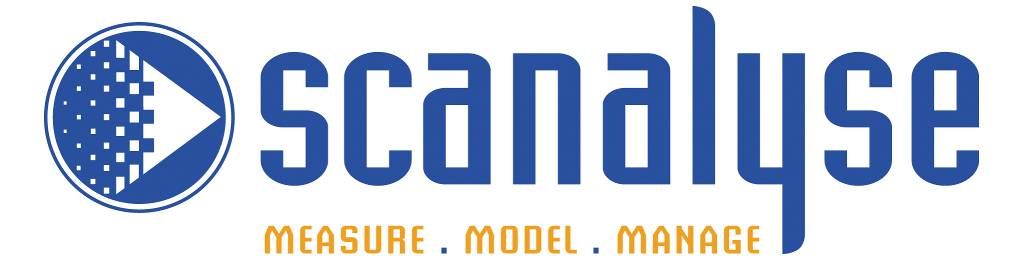 scanalyse
MEASURE . MODEL . MANAGE